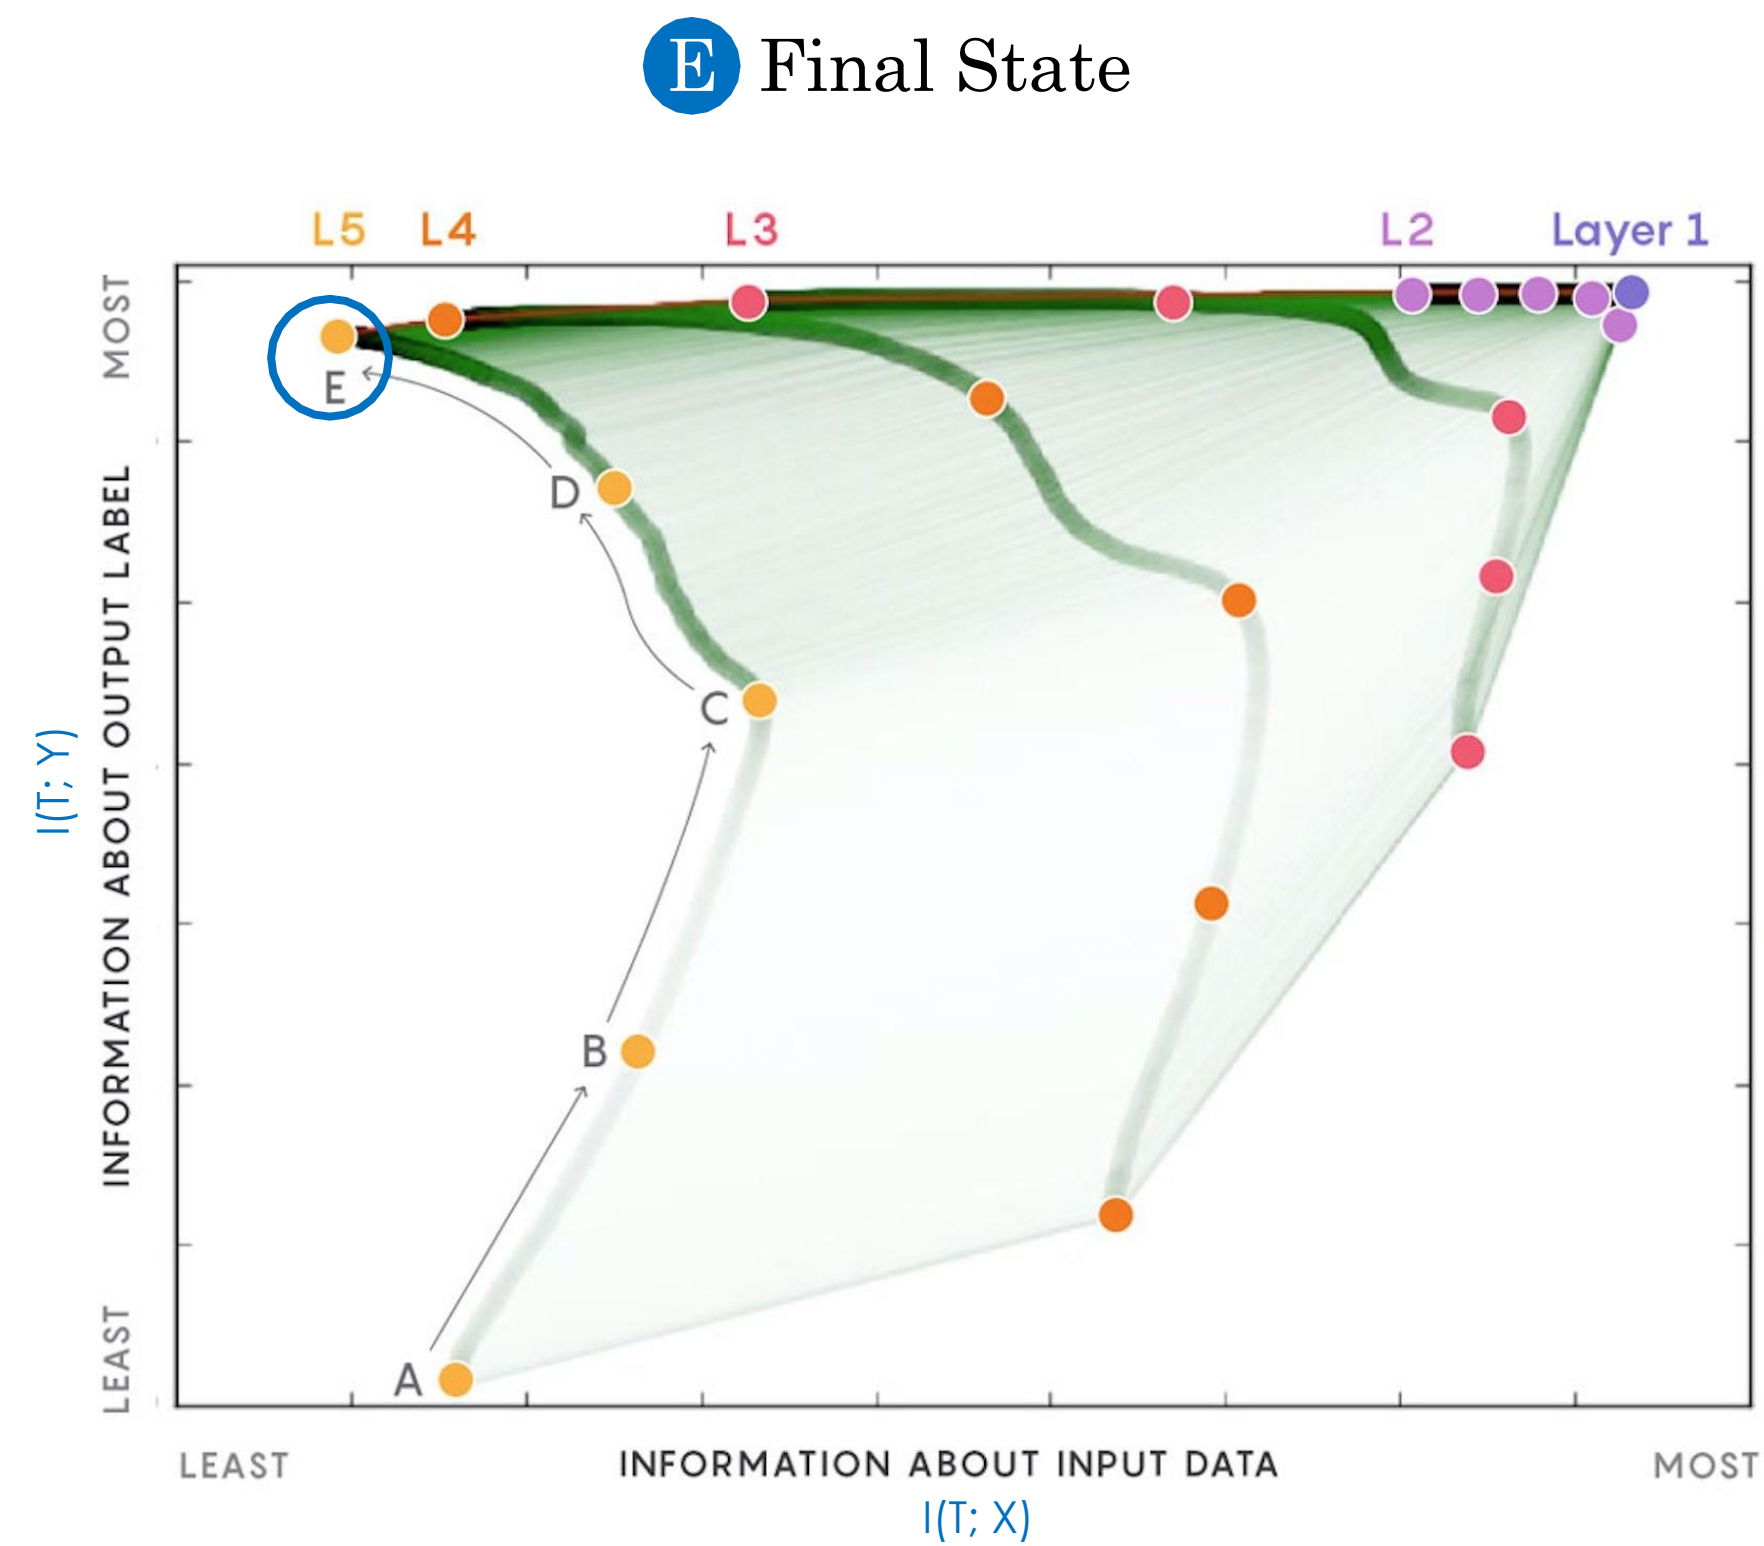 E Final State
L5 L4 L3 L2 Layer 1
MOST
INFORMATION ABOUT OUTPUT LABEL
I(T; Y)
LEAST
E
D
C
B
A
LEAST INFORMATION ABOUT INPUT DATA MOST
I(T; X)